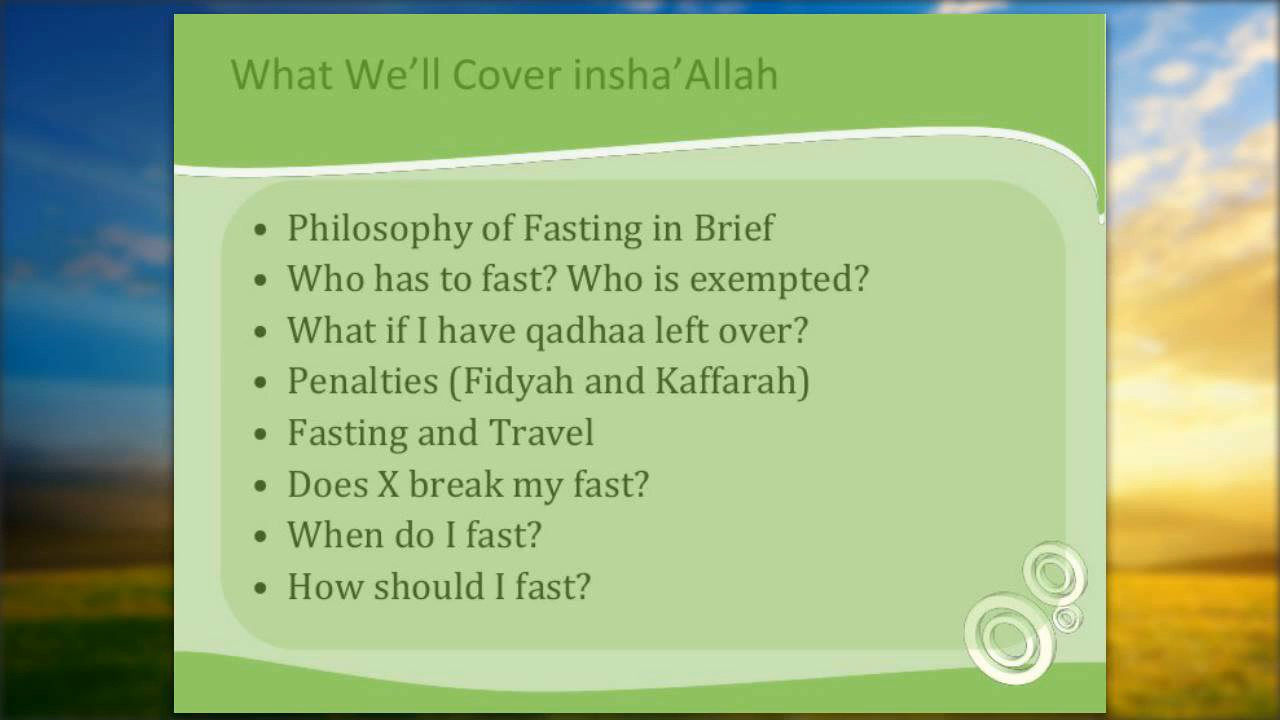 What We’ll Cover insha’Allah
• Philosophy of Fasting in Brief
• Who has to fast? Who is exempted?
• What if I have qadhaa left over?
• Penalties (Fidyah and Kaffarah)
• Fasting and Travel
• Does X break my fast?
• When do I fast?
• How should I fast?